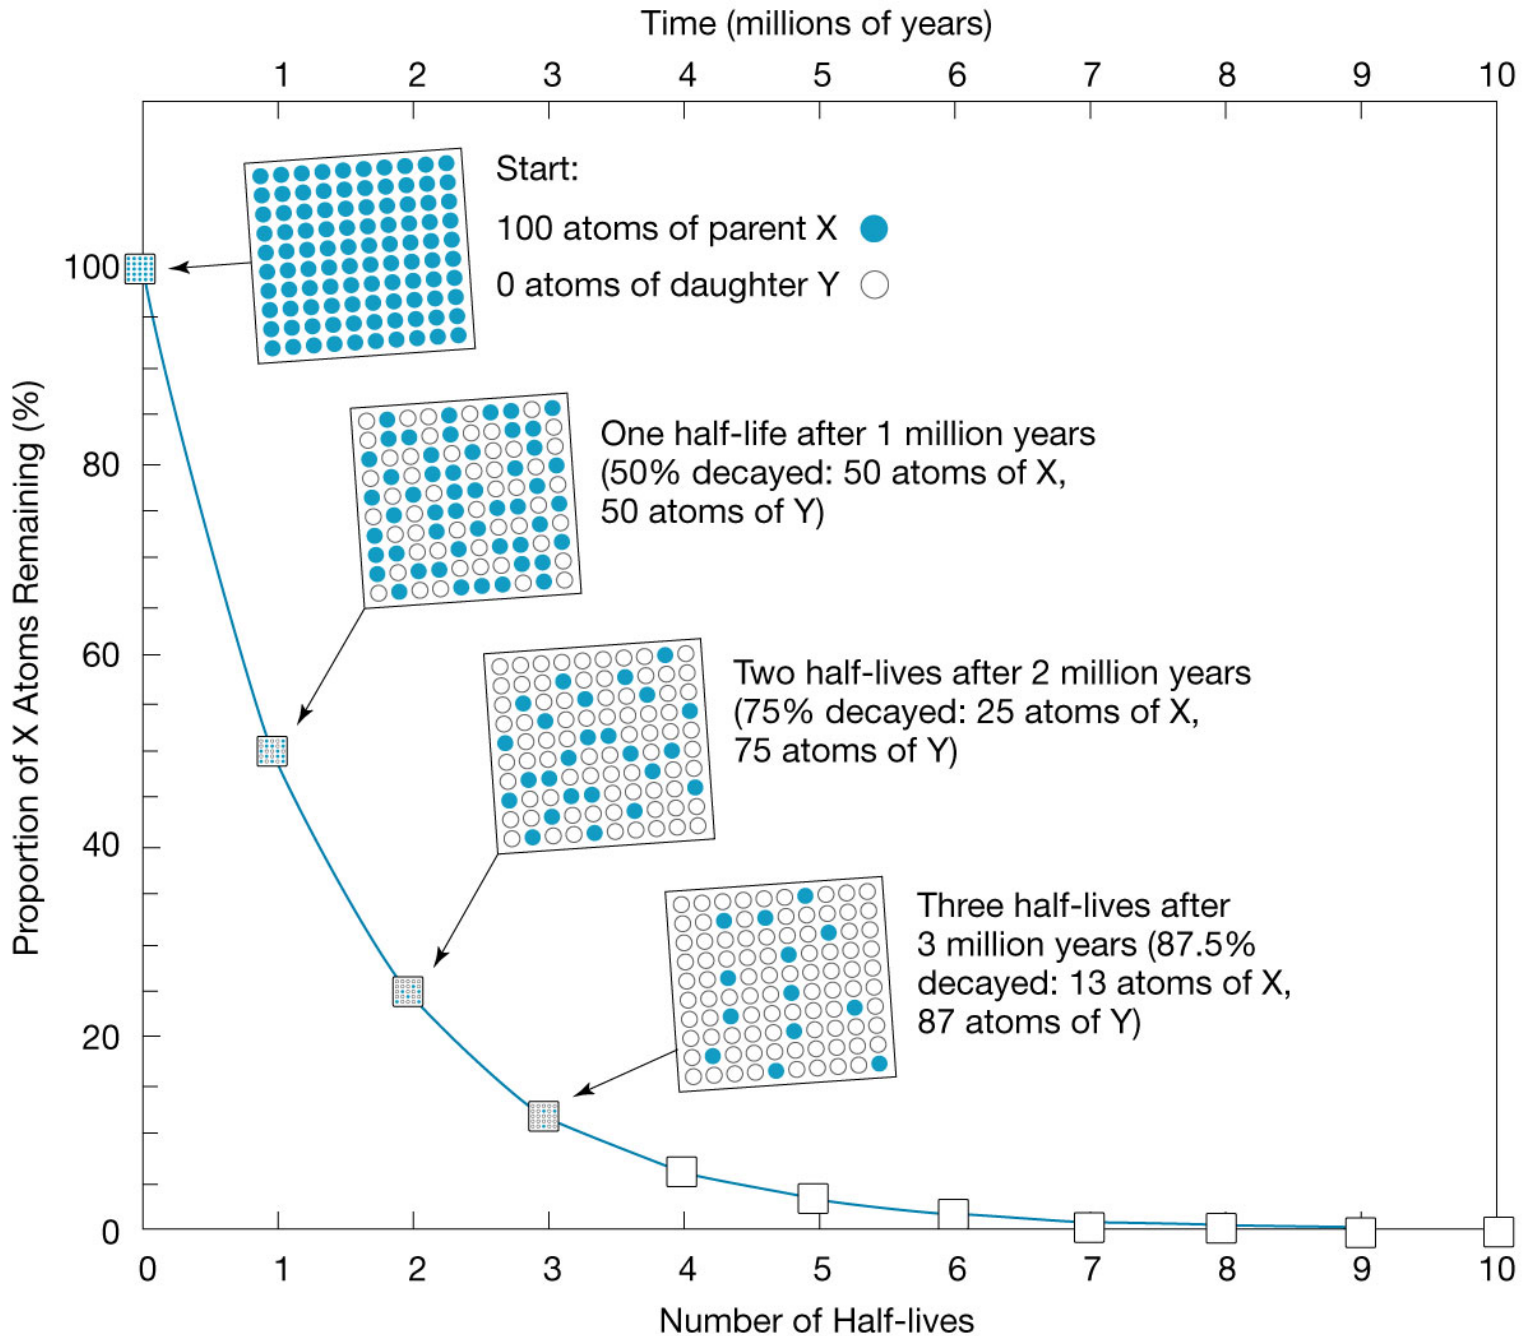 Time (millions of years)
1 2 3 4 5 6 7 8 9 10
Start:
100 atoms of parent X
0 atoms of daughter Y
One half-life after 1 million years
(50% decayed: 50 atoms of X,
50 atoms of Y)
Two half-lives after 2 million years
(75% decayed: 25 atoms of X,
75 atoms of Y)
Three half-lives after
3 million years (87.5%
decayed: 13 atoms of X,
87 atoms of Y)
Proportion of X Atoms Remaining (%)
100
80
60
40
20
0
0 1 2 3 4 5 6 7 8 9 10
Number of Half-lives